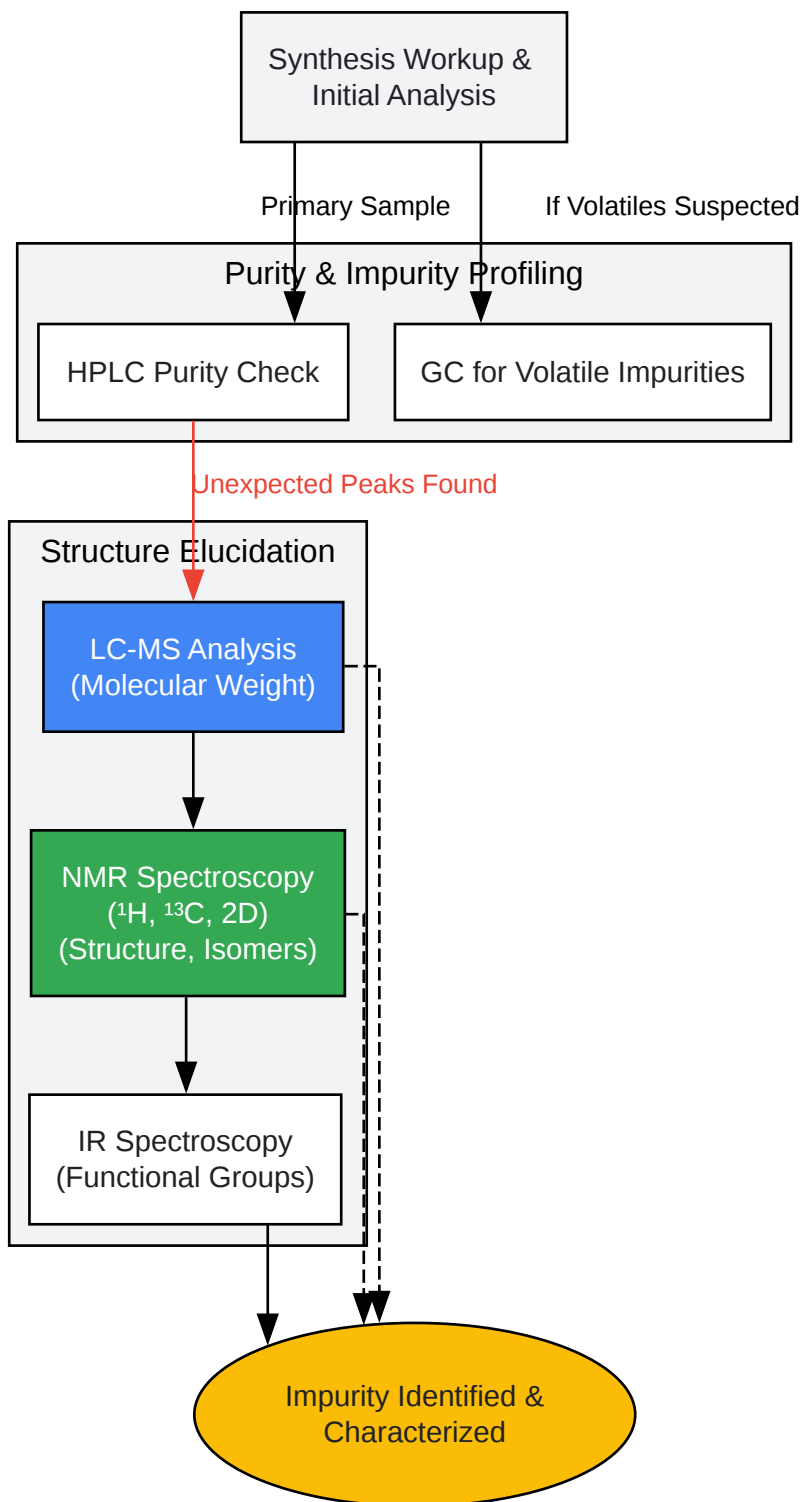 Synthesis Workup &
Initial Analysis
Primary Sample
If Volatiles Suspected
Purity & Impurity Profiling
HPLC Purity Check
GC for Volatile Impurities
Unexpected Peaks Found
Structure Elucidation
LC-MS Analysis
(Molecular Weight)
NMR Spectroscopy
(¹H, ¹³C, 2D)
(Structure, Isomers)
IR Spectroscopy
(Functional Groups)
Impurity Identified &
Characterized